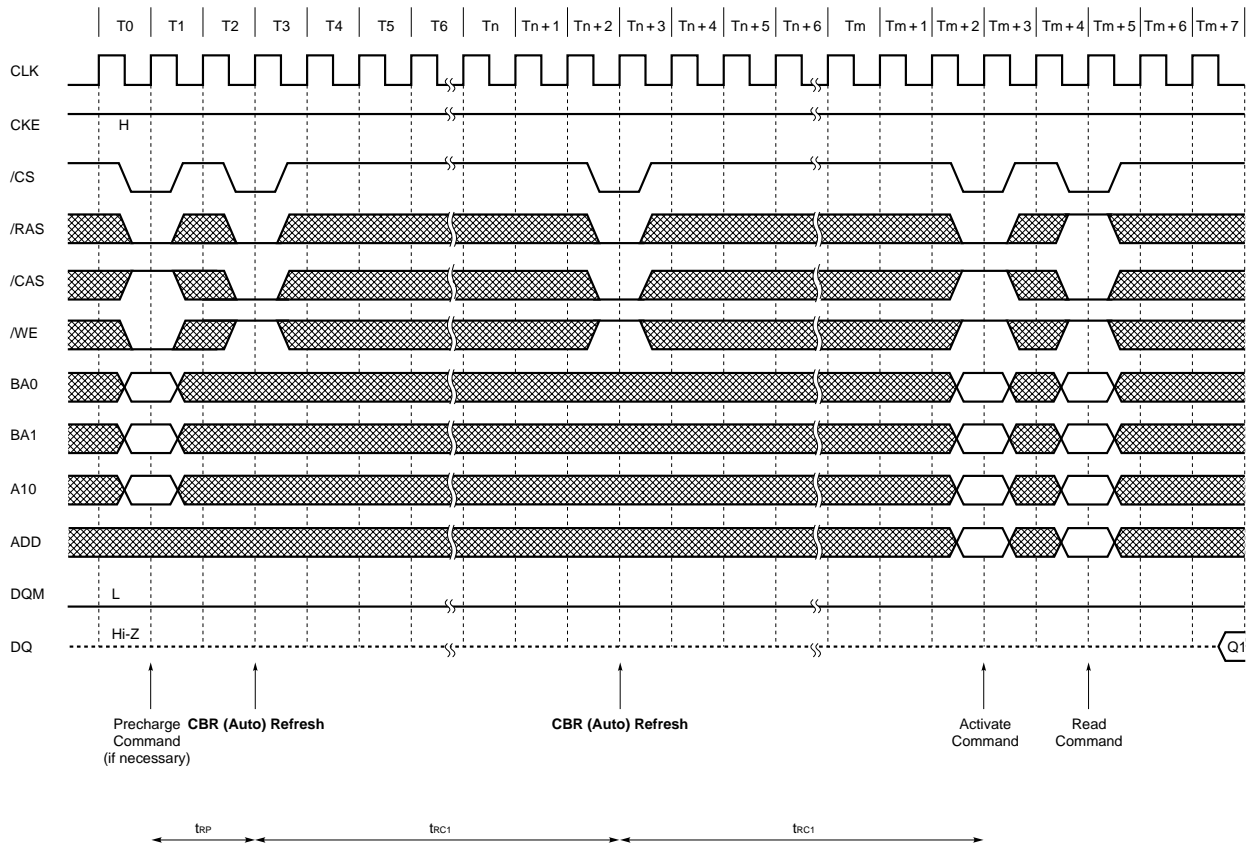 T0 T1 T2 T3 T4 T5 T6 Tn Tn + 1 Tn + 2 Tn + 3 Tn + 4 Tn + 5 Tn + 6 Tm Tm + 1 Tm + 2 Tm + 3 Tm + 4 Tm + 5 Tm + 6 Tm + 7
CLK
CKE H
/CS
/RAS
/CAS
/WE
BA0
BA1
A10
ADD
DQM L
DQ Hi-Z Q1
Precharge
Command
(if necessary)
CBR (Auto) Refresh
CBR (Auto) Refresh
Activate
Command
Read
Command
tRP tRC1 tRC1